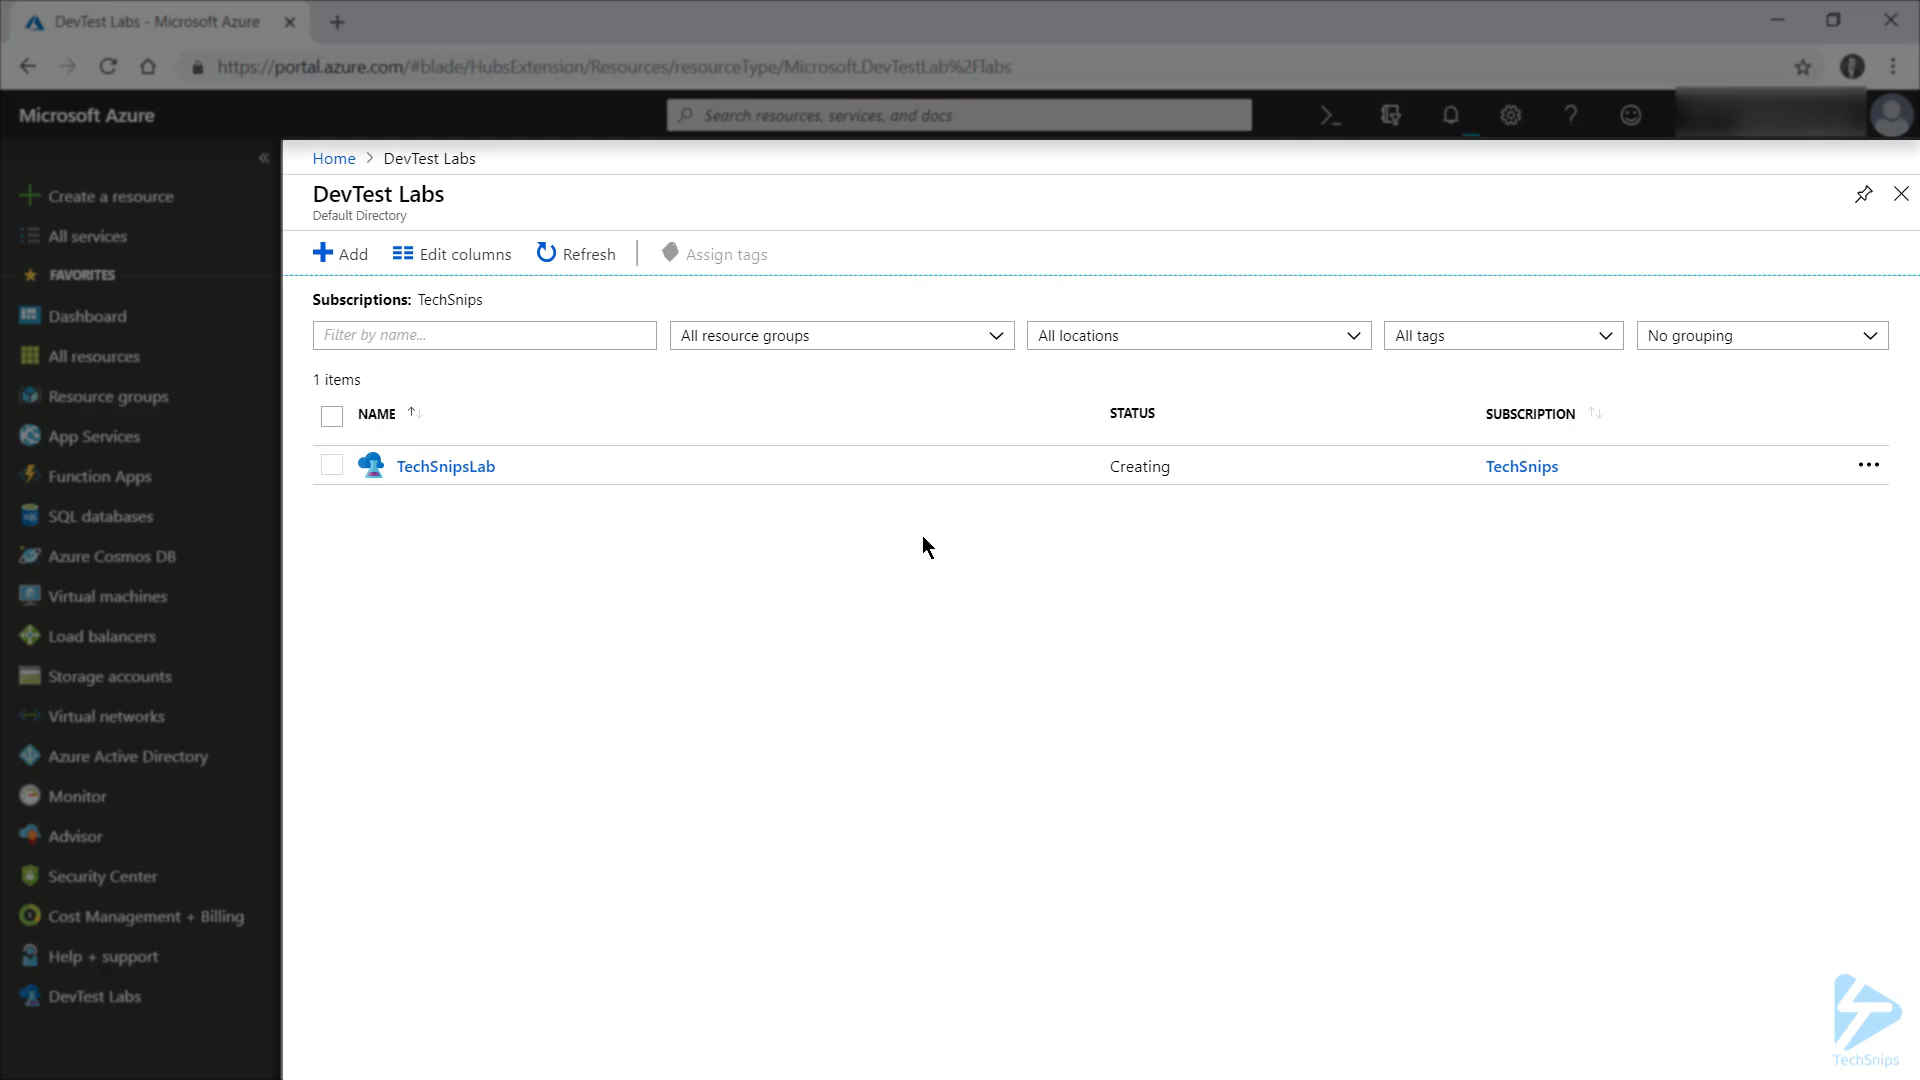 DevTest Labs - Microsoft Azure
https://portal.azure.com/#blade/HubsExtension/Resources/resourceType/Microsoft.DevTestLab%2Flabs
Microsoft Azure
Search resources, services, and docs
Home > DevTest Labs
DevTest Labs
Default Directory
Add Edit columns Refresh Assign tags
Subscriptions: TechSnips
Filter by name... All resource groups All locations All tags No grouping
1 items
NAME STATUS SUBSCRIPTION
TechSnipsLab Creating TechSnips
Create a resource
All services
FAVORITES
Dashboard
All resources
Resource groups
App Services
Function Apps
SQL databases
Azure Cosmos DB
Virtual machines
Load balancers
Storage accounts
Virtual networks
Azure Active Directory
Monitor
Advisor
Security Center
Cost Management + Billing
Help + support
DevTest Labs
TechSnips